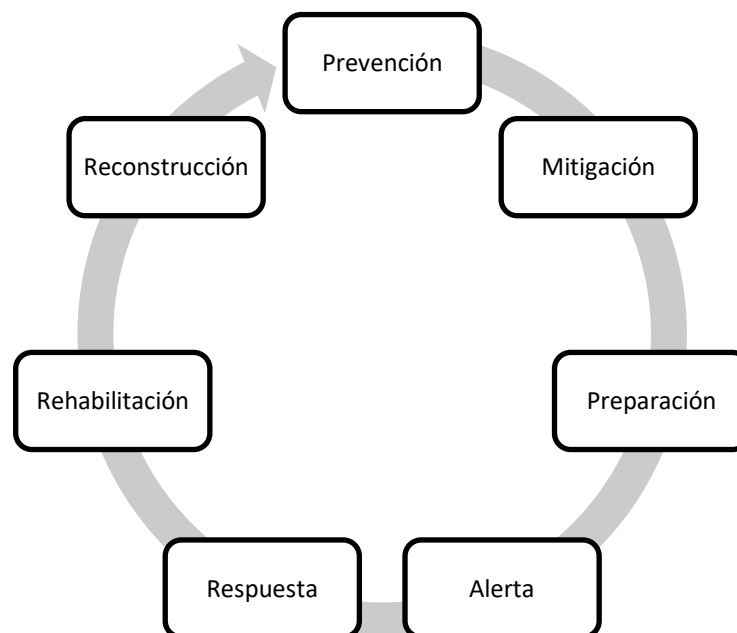 Prevención
Mitigación
Preparación
Alerta
Respuesta
Rehabilitación
Reconstrucción